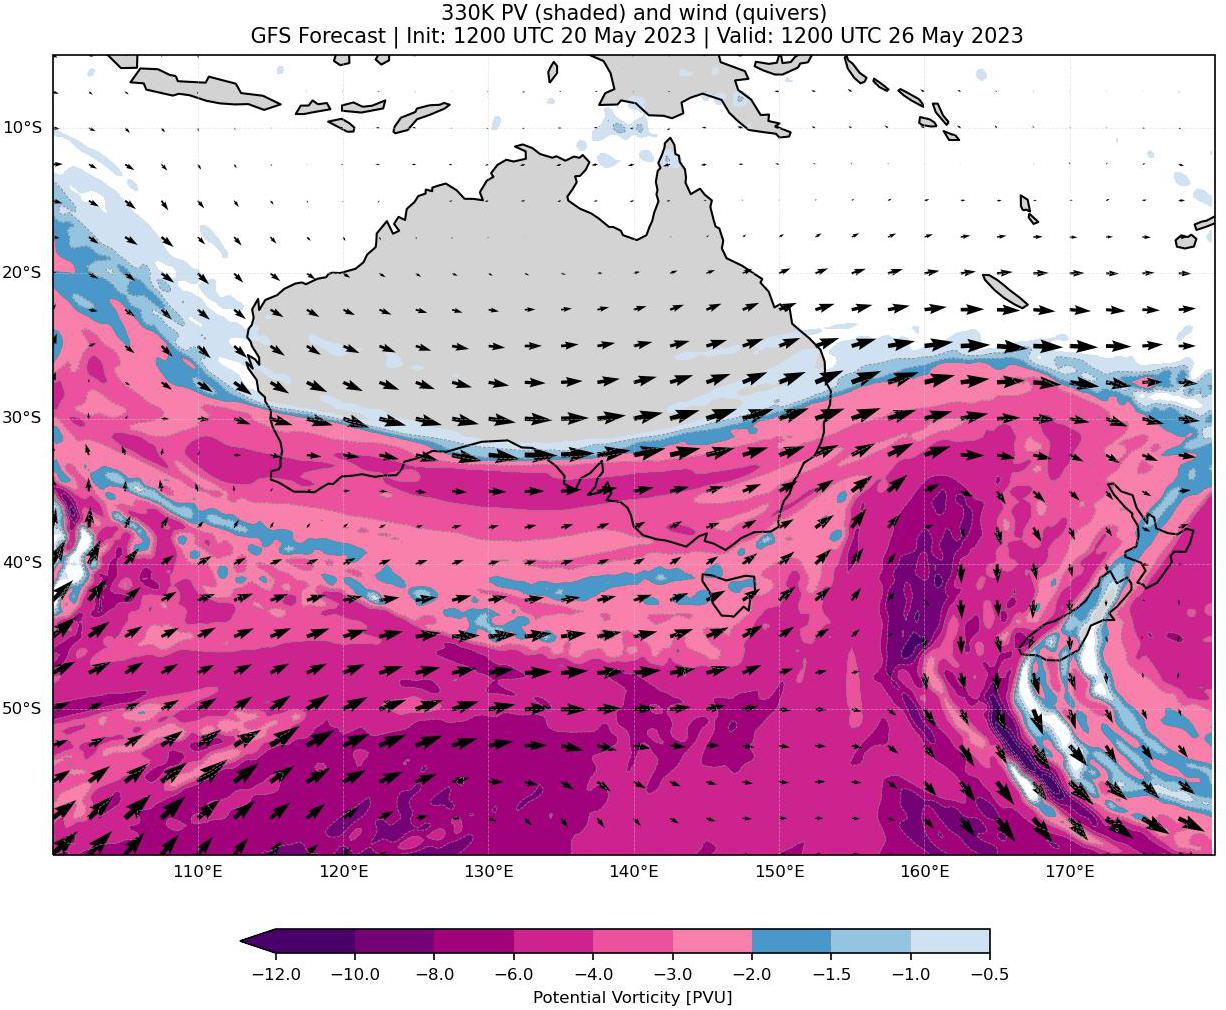 330K PV (shaded) and wind (quivers)
GFS Forecast | Init: 1200 UTC 20 May 2023 | Valid: 1200 UTC 26 May 2023
10°S
20°S
30°S
40°S
50°S
110°E 120°E 130°E 140°E 150°E 160°E 170°E
−12.0 −10.0 −8.0 −6.0 −4.0 −3.0 −2.0 −1.5 −1.0 −0.5
Potential Vorticity [PVU]